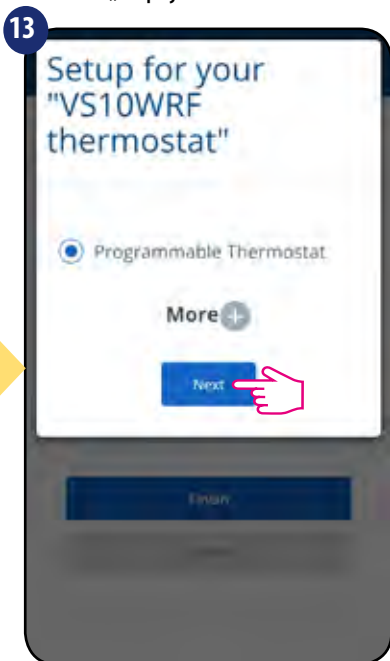 13
Setup for your
"VS10WRF
thermostat"
Programmable Thermostat
More
Next
Finish